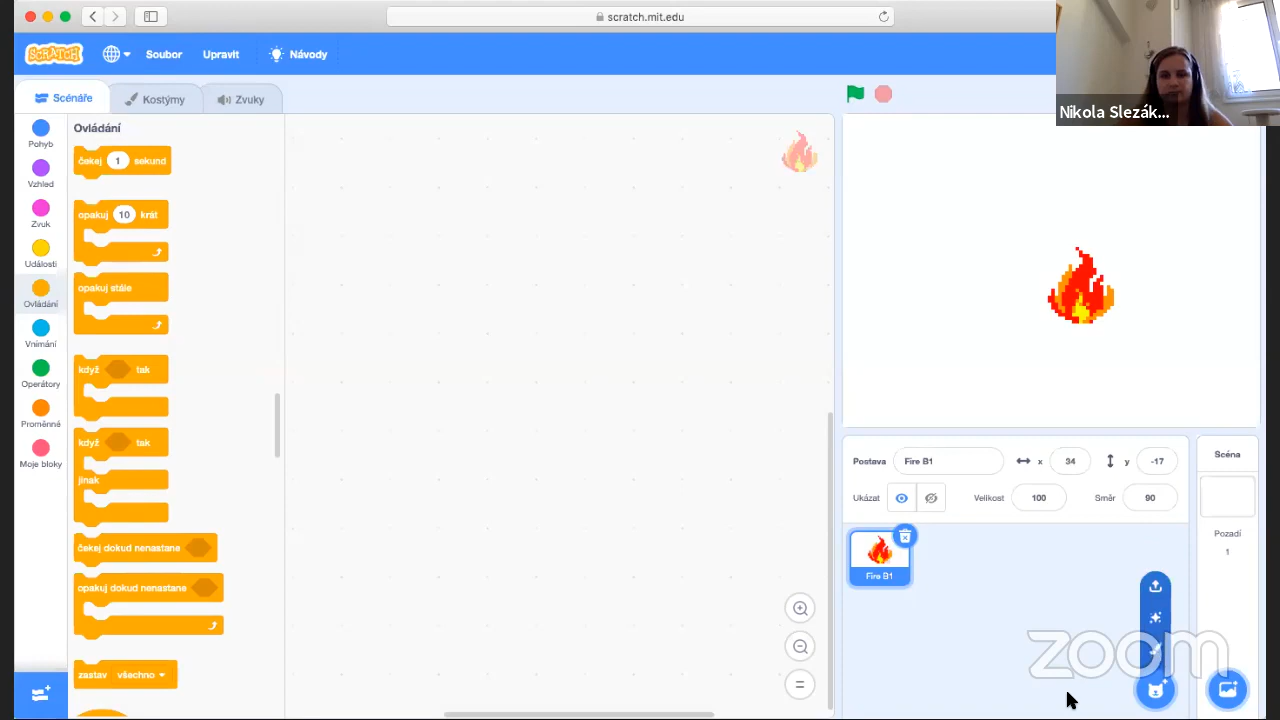 scratch.mit.edu
SCRATCH
Soubor
Upravit
Návody
Nikola Slezák...
Scénáře
Kostýmy
Zvuky
Pohyb
Vzhled
Zvuk
Události
Ovládání
Vnímání
Operátory
Proměnné
Moje bloky
Ovládání
čekej 1 sekund
opakuj 10 krát
opakuj stále
když tak
když tak
jinak
čekej dokud nenastane
opakuj dokud nenastane
zastav všechno
Postava Fire B1 x 34 y -17
Ukázat Velikost 100 Směr 90
Fire B1
Scéna
Pozadí
1
zoom